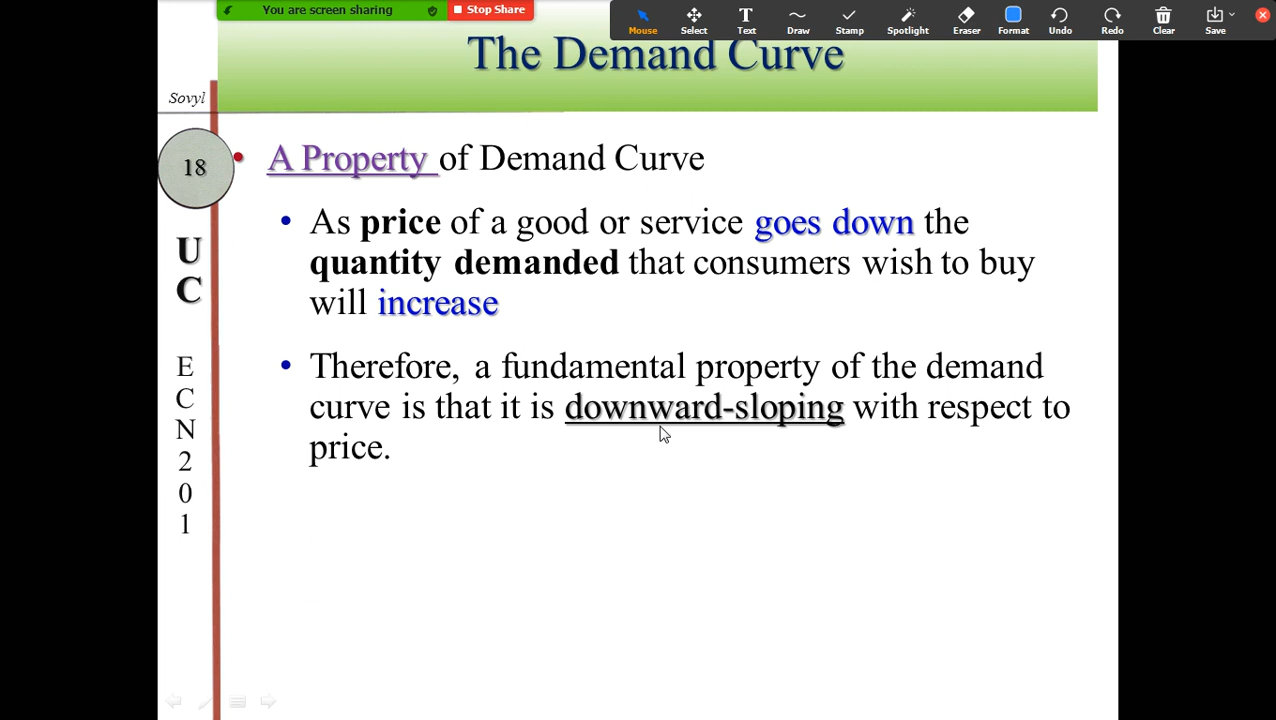 You are screen sharing
Stop Share
Mouse
Select
Text
Draw
Stamp
Spotlight
Eraser
Format
Undo
Redo
Clear
Save
The Demand Curve
Sovyl
18
• A Property of Demand Curve
• As price of a good or service goes down the
quantity demanded that consumers wish to buy
will increase
• Therefore, a fundamental property of the demand
curve is that it is downward-sloping with respect to
price.
U
C
E
C
N
2
0
1